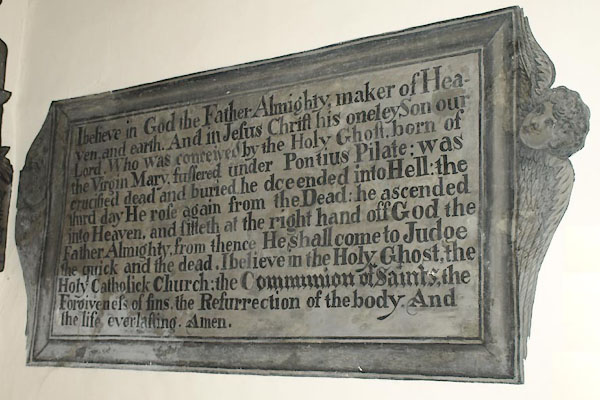 I beheve in God the Father Almighty, maker of Hea-
ven and earth. And in Jeſus Chriſt his oneley Son our
Lord, Who was conceived by the Holy Ghoſt, born of
the Virgin Mary, ſuffered under Pontius Pilate: was
crucified dead and buried he dceended into Hell: the
third day He roſe again from the Dead: he ascended
into Heaven, and ſitteth at the right hand off God the
Father Almighty, from thence He ſhall come to Judoe
the quick and the dead. I believe in the Holy Ghost, the
Holy Catholick Church: the Communion of Saints, the
Forgiveneſs of ſins. the Reſurrection of the body. And
the life everlaſting. Amen.